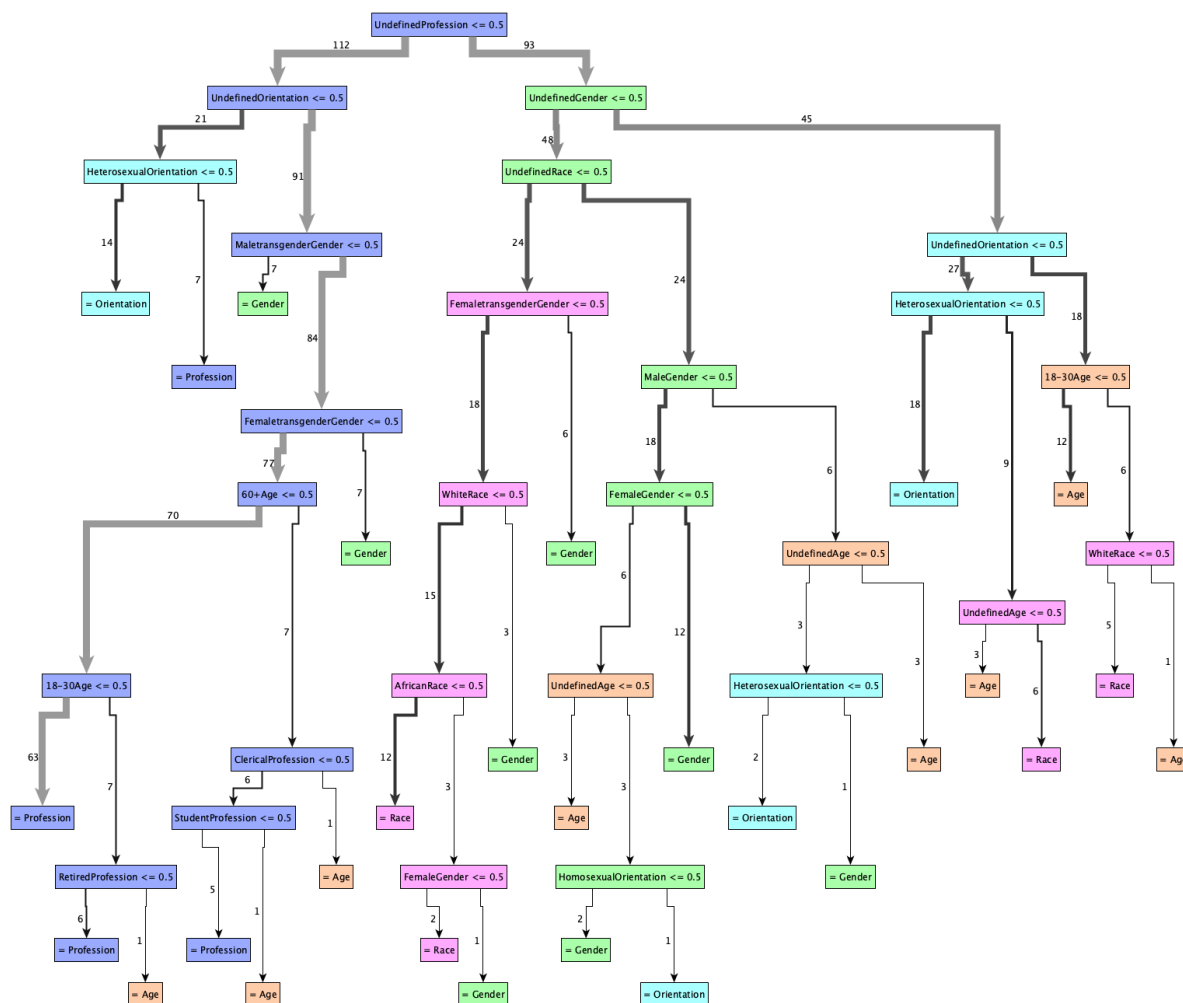 UndefinedProfession <= 0.5
112
93
UndefinedOrientation <= 0.5
UndefinedGender <= 0.5
21
91
48
45
HeterosexualOrientation <= 0.5
UndefinedRace <= 0.5
14
7
MaletransgenderGender <= 0.5
24
24
UndefinedOrientation <= 0.5
7
27
18
= Orientation
= Gender
FemaletransgenderGender <= 0.5
HeterosexualOrientation <= 0.5
84
= Profession
MaleGender <= 0.5
18-30Age <= 0.5
18
6
18
6
18
9
12
6
FemaletransgenderGender <= 0.5
77
7
60+Age <= 0.5
WhiteRace <= 0.5
FemaleGender <= 0.5
= Orientation
= Age
70
= Gender
= Gender
UndefinedAge <= 0.5
WhiteRace <= 0.5
7
15
3
6
12
3
3
5
1
UndefinedAge <= 0.5
3
6
18-30Age <= 0.5
AfricanRace <= 0.5
UndefinedAge <= 0.5
HeterosexualOrientation <= 0.5
= Age
= Race
63
7
ClericalProfession <= 0.5
12
3
= Gender
3
3
= Gender
2
1
= Age
= Race
= Age
6
1
= Profession
StudentProfession <= 0.5
= Race
= Age
= Orientation
5
1
RetiredProfession <= 0.5
= Age
FemaleGender <= 0.5
HomosexualOrientation <= 0.5
= Gender
6
1
2
1
2
1
= Profession
= Profession
= Race
= Gender
= Age
= Age
= Gender
= Orientation